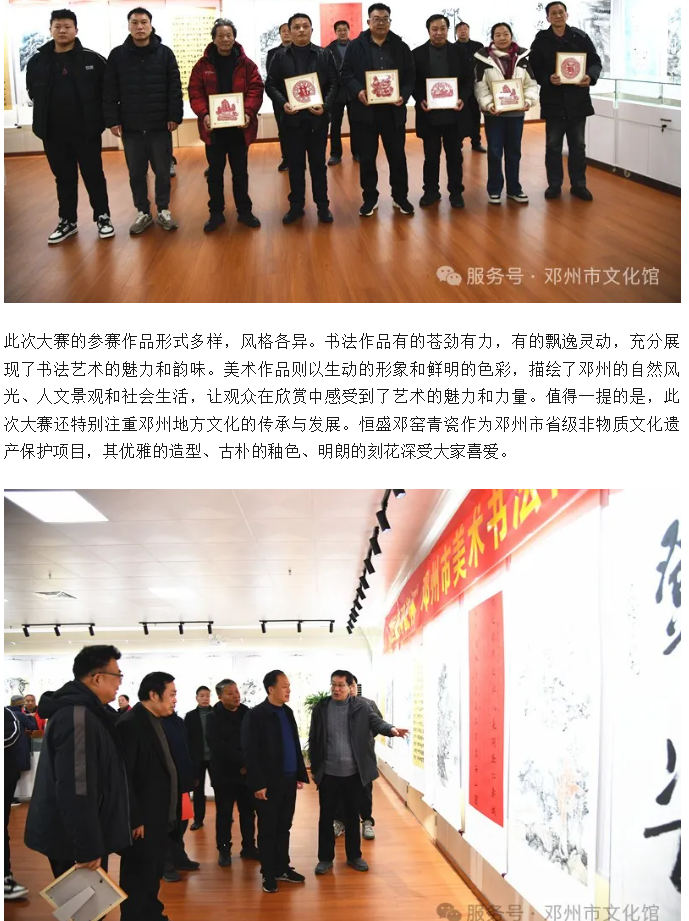 服务号 · 邓州市文化馆
此次大赛的参赛作品形式多样，风格各异。书法作品有的苍劲有力，有的飘逸灵动，充分展
现了书法艺术的魅力和韵味。美术作品则以生动的形象和鲜明的色彩，描绘了邓州的自然风
光、人文景观和社会生活，让观众在欣赏中感受到了艺术的魅力和力量。值得一提的是，此
次大赛还特别注重邓州地方文化的传承与发展。恒盛邓窑青瓷作为邓州市省级非物质文化遗
产保护项目，其优雅的造型、古朴的釉色、明朗的刻花深受大家喜爱。
邓州市美术书法
服务号 · 邓州市文化馆